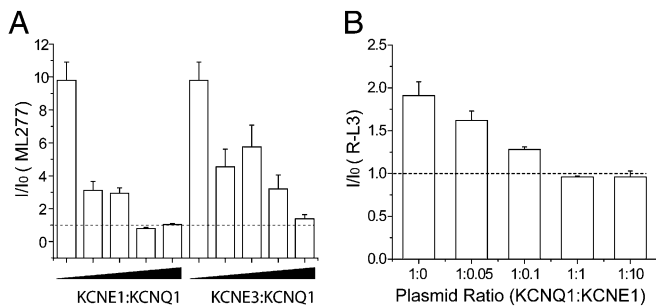 A
B
I/I0 ( ML277)
12
10
8
6
4
2
0
KCNE1:KCNQ1
KCNE3:KCNQ1
I/I0 ( R-L3)
2.5
2.0
1.5
1.0
0.5
0.0
1:0
1:0.05
1:0.1
1:1
1:10
Plasmid Ratio (KCNQ1:KCNE1)